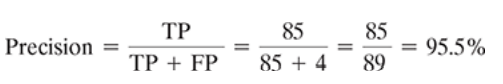 Precision = TP / TP + FP = 85 / 85 + 4 = 85 / 89 = 95.5%